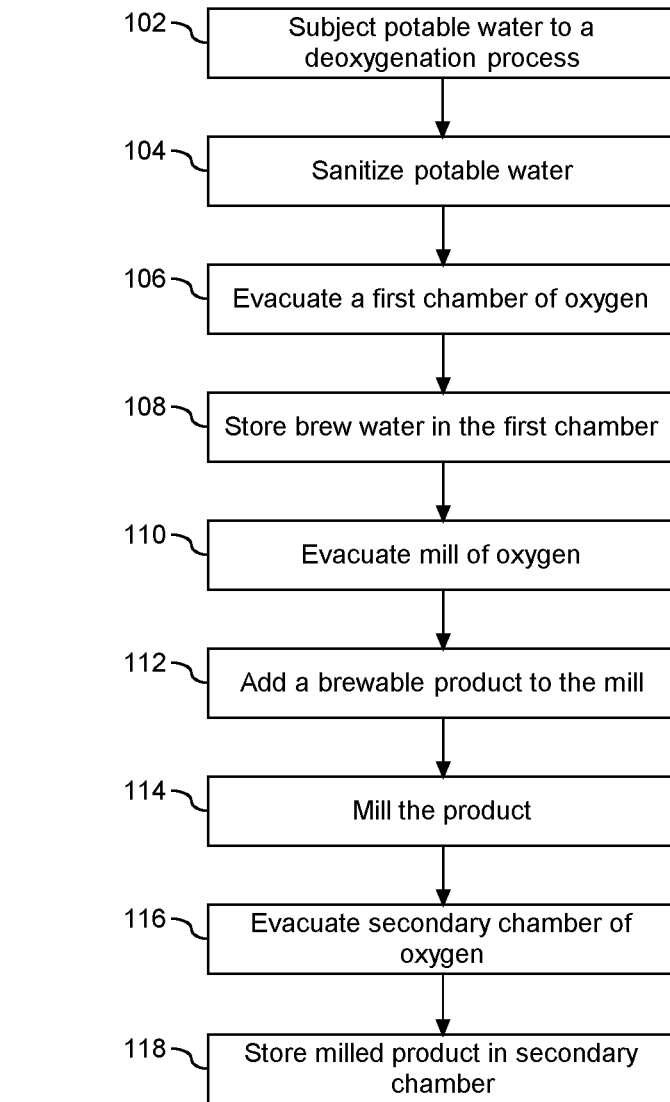 102
Subject potable water to a
deoxygenation process
104
Sanitize potable water
106
Evacuate a first chamber of oxygen
108
Store brew water in the first chamber
110
Evacuate mill of oxygen
112
Add a brewable product to the mill
114
Mill the product
116
Evacuate secondary chamber of
oxygen
118
Store milled product in secondary
chamber